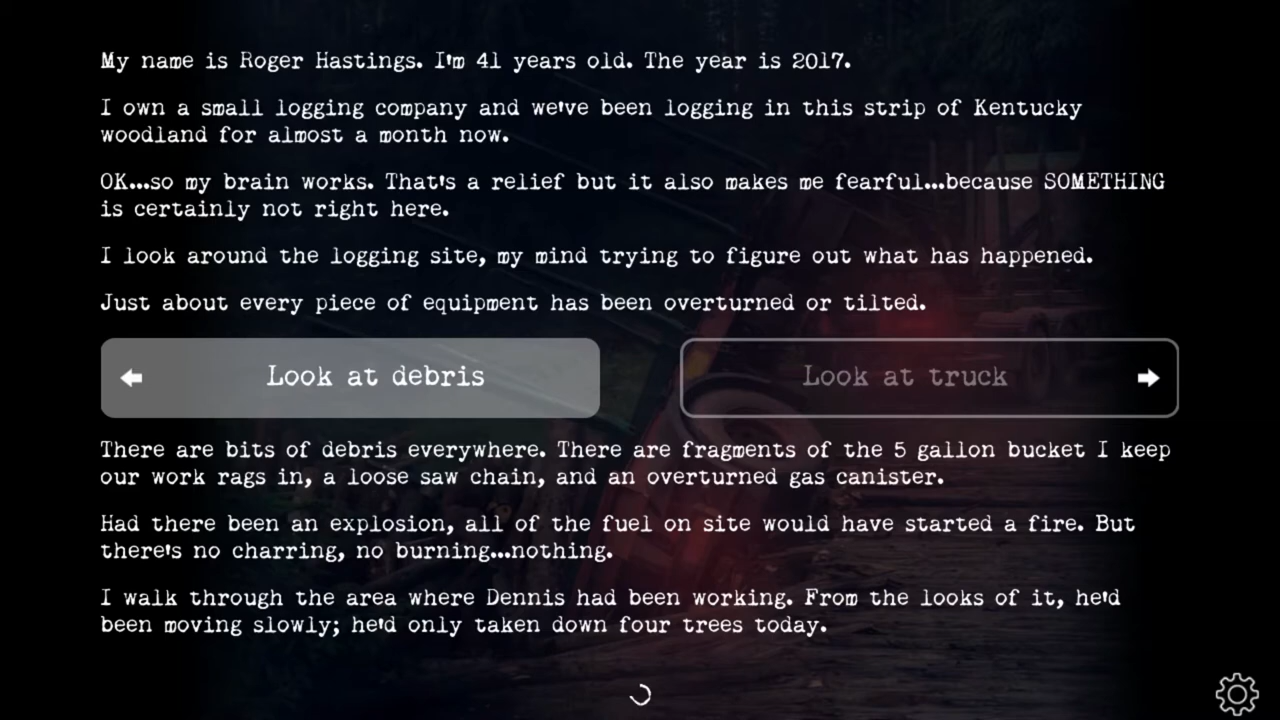 My name is Roger Hastings. I'm 41 years old. The year is 2017.
I own a small logging company and we've been logging in this strip of Kentucky
woodland for almost a month now.
OK...so my brain works. That's a relief but it also makes me fearful...because SOMETHING
is certainly not right here.
I look around the logging site, my mind trying to figure out what has happened.
Just about every piece of equipment has been overturned or tilted.
Look at debris
Look at truck
There are bits of debris everywhere. There are fragments of the 5 gallon bucket I keep
our work rags in, a loose saw chain, and an overturned gas canister.
Had there been an explosion, all of the fuel on site would have started a fire. But
there's no charring, no burning...nothing.
I walk through the area where Dennis had been working. From the looks of it, he'd
been moving slowly; he'd only taken down four trees today.